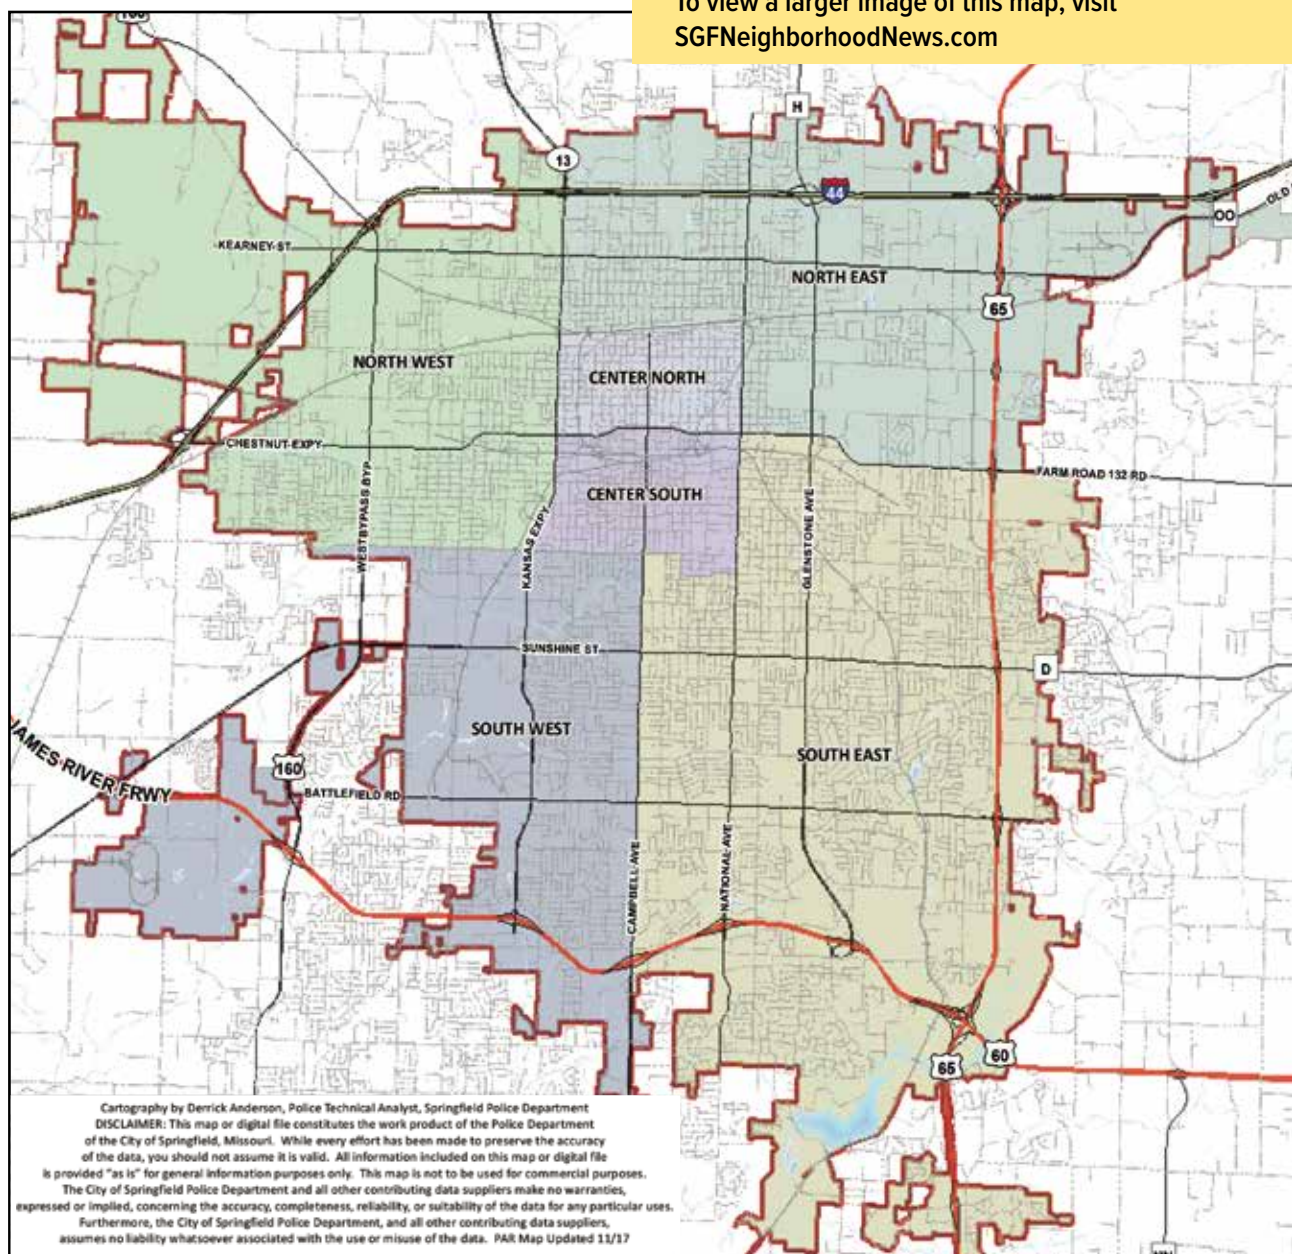 To view a larger image of this map, visit
SGFNeighborhoodNews.com
160
H
13
44
OO
OLD
KEARNEY ST
NORTH EAST
65
NORTH WEST
CENTER NORTH
CHESTNUT EXPY
FARM ROAD 132 RD
CENTER SOUTH
WESTBYPASS BYP
KANSAS EXPY
GLENSTONE AVE
SUNSHINE ST
D
SOUTH WEST
SOUTH EAST
JAMES RIVER FRWY
160
BATTLEFIELD RD
CAMPBELL AVE
NATIONAL AVE
65
60
Cartography by Derrick Anderson, Police Technical Analyst, Springfield Police Department
DISCLAIMER: This map or digital file constitutes the work product of the Police Department
of the City of Springfield, Missouri. While every effort has been made to preserve the accuracy
of the data, you should not assume it is valid. All information included on this map or digital file
is provided "as is" for general information purposes only. This map is not to be used for commercial purposes.
The City of Springfield Police Department and all other contributing data suppliers make no warranties,
expressed or implied, concerning the accuracy, completeness, reliability, or suitability of the data for any particular uses.
Furthermore, the City of Springfield Police Department, and all other contributing data suppliers,
assumes no liability whatsoever associated with the use or misuse of the data. PAR Map Updated 11/17